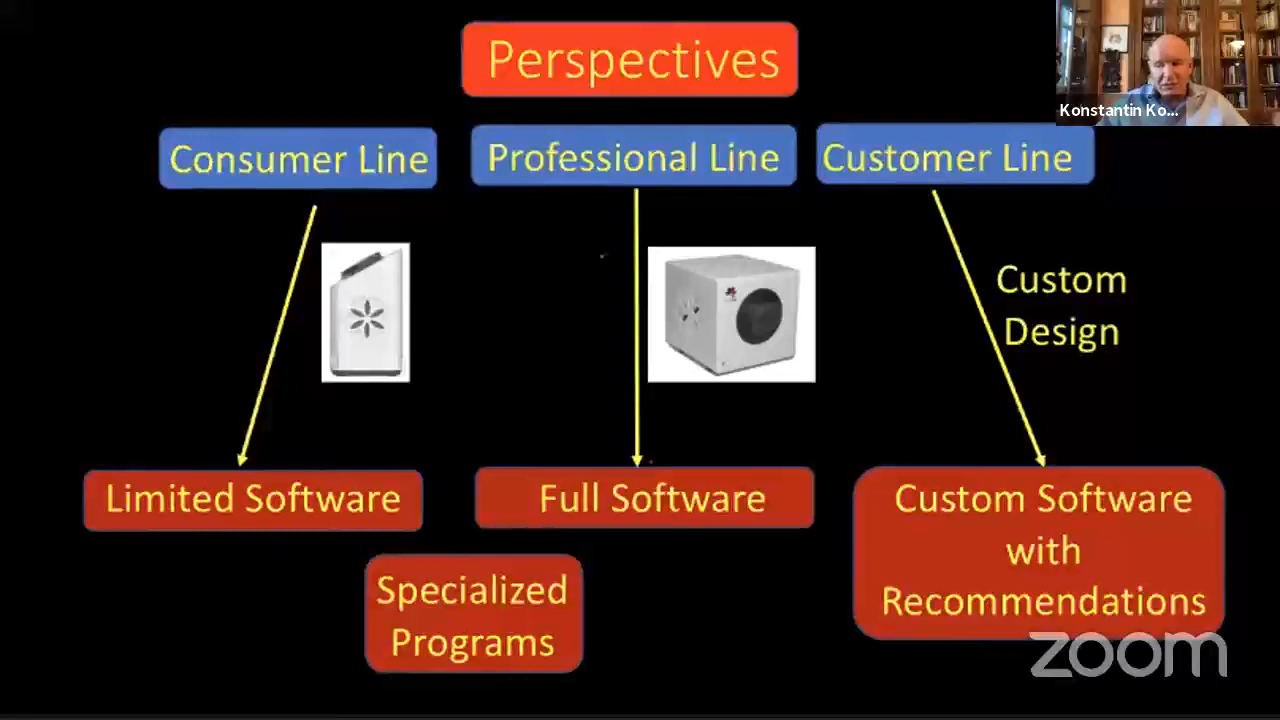 Perspectives
Konstantin Ko...
Consumer Line
Professional Line
Customer Line
Custom
Design
Limited Software
Full Software
Custom Software
with
Recommendations
Specialized
Programs
zoom